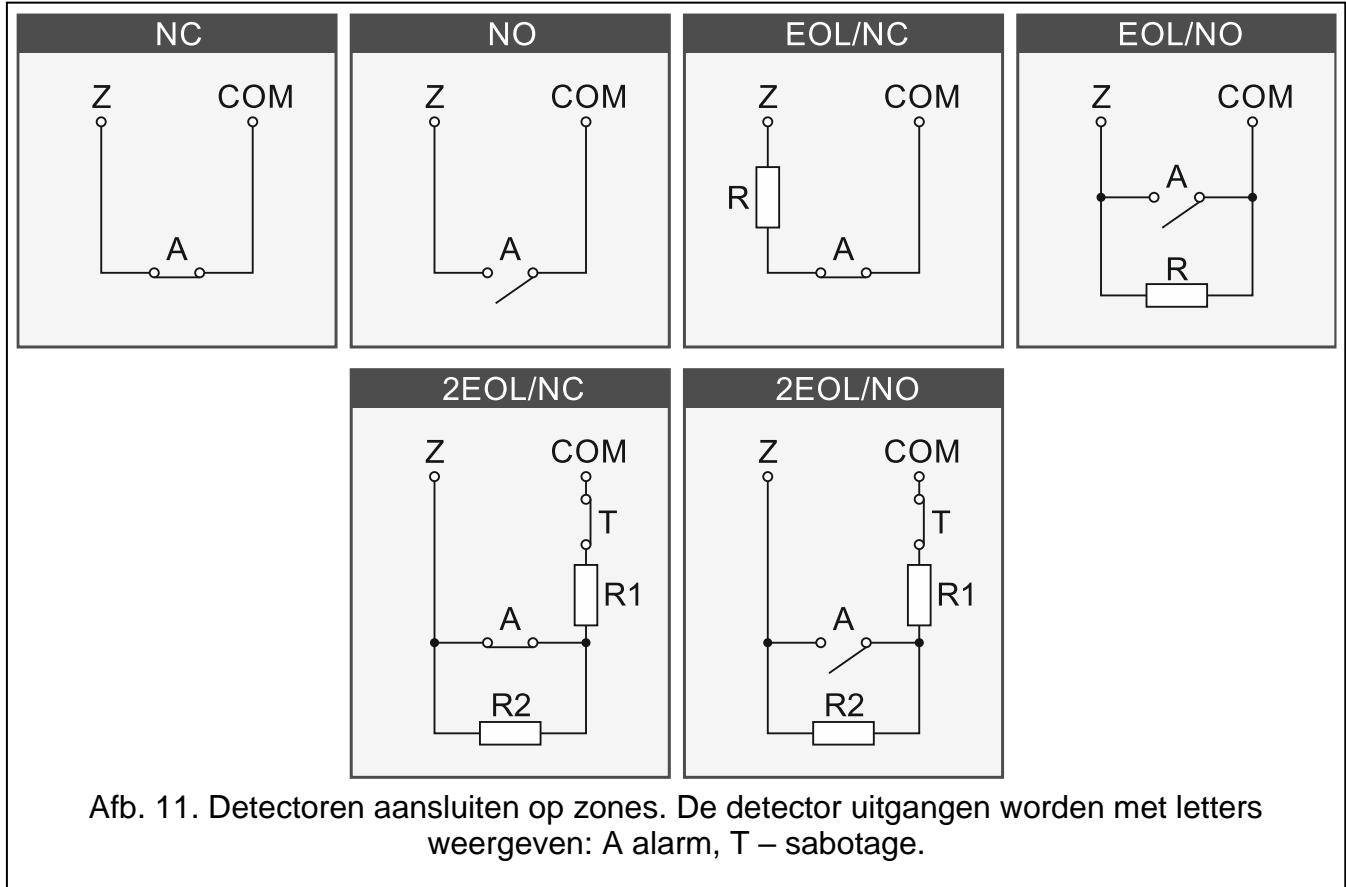 NC NO EOL/NC EOL/NO
Z COM Z COM Z COM Z COM
A
R
A A A
R
2EOL/NC 2EOL/NO
Z COM Z COM
T T
R1 R1
A A
R2 R2
Afb. 11. Detectoren aansluiten op zones. De detector uitgangen worden met letters
weergeven: A alarm, T – sabotage.